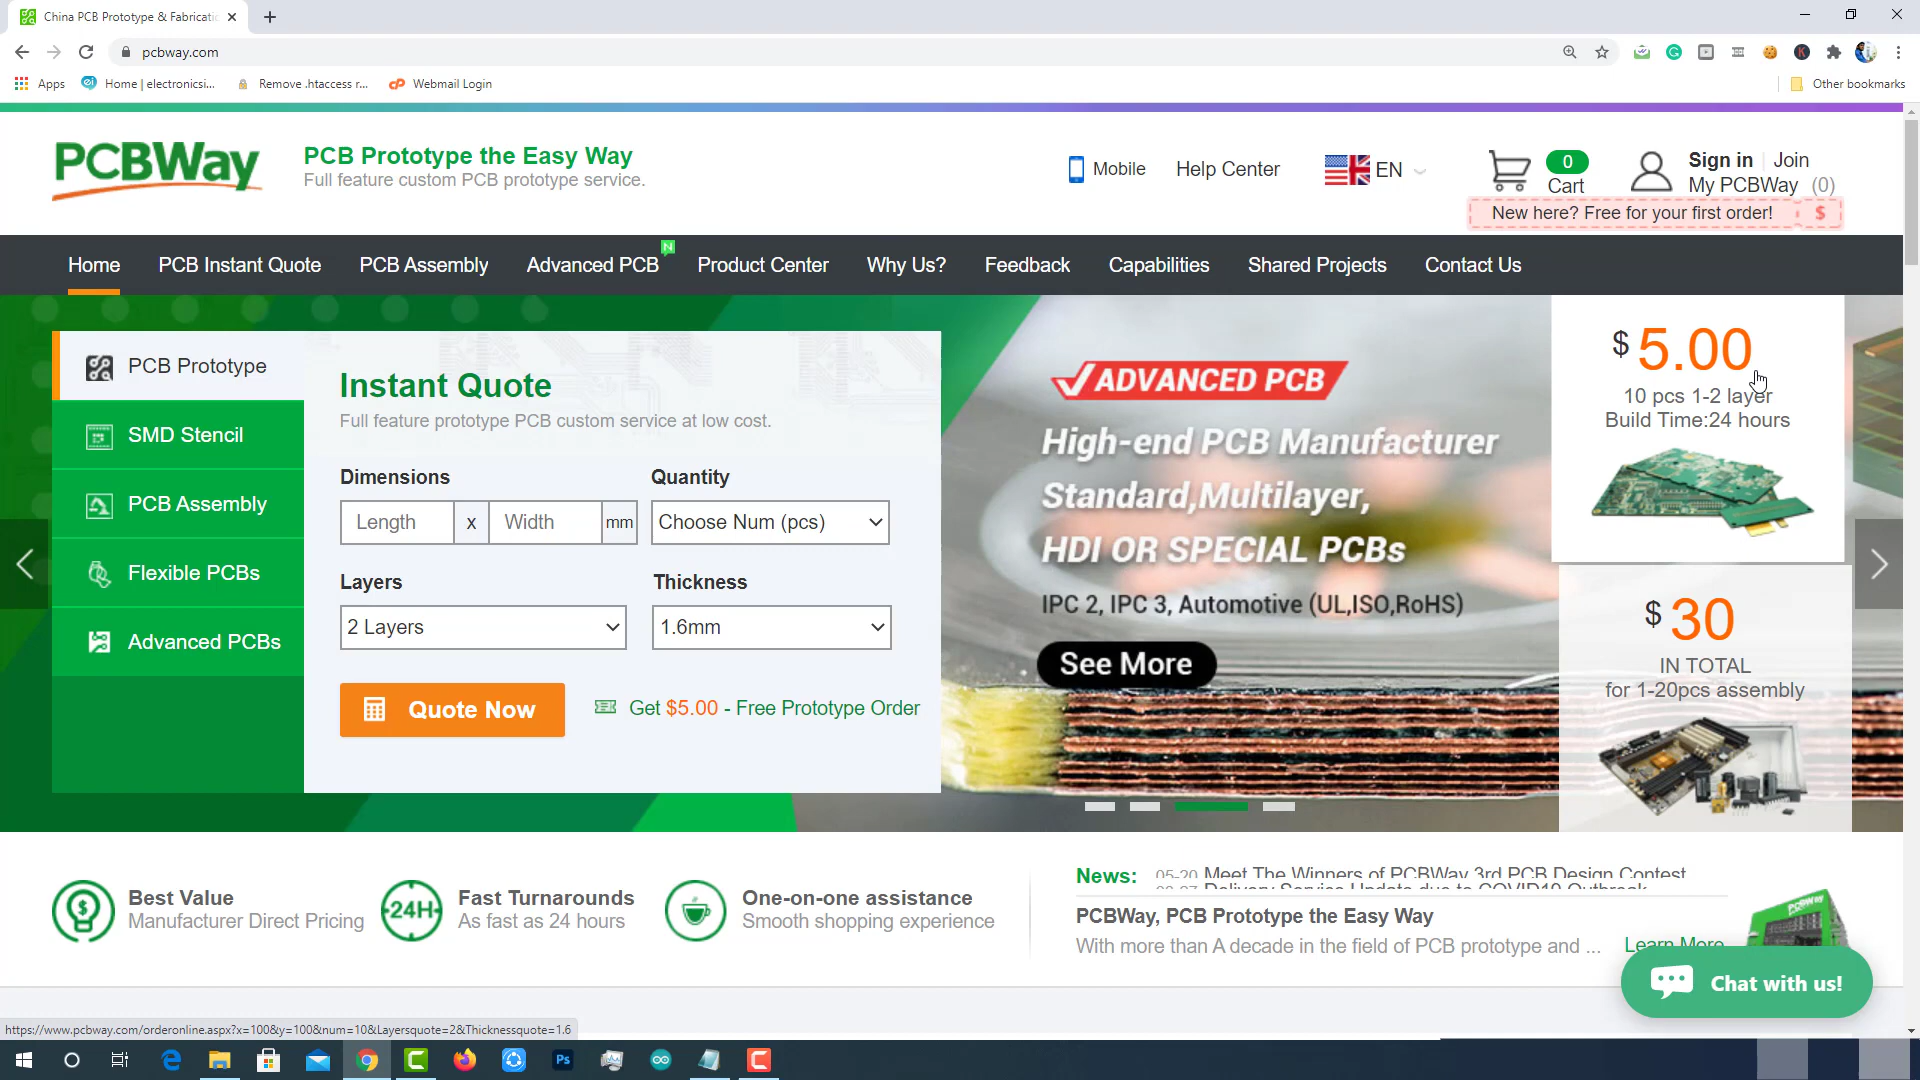 China PCB Prototype & Fabricati
pcbway.com
Apps
Home | electronicsi...
Remove .htaccess r...
Webmail Login
Other bookmarks
PCBWay
PCB Prototype the Easy Way
Full feature custom PCB prototype service.
Mobile
Help Center
EN
0
Cart
Sign in
Join
My PCBWay (0)
New here? Free for your first order! $
Home
PCB Instant Quote
PCB Assembly
Advanced PCB
N
Product Center
Why Us?
Feedback
Capabilities
Shared Projects
Contact Us
PCB Prototype
SMD Stencil
PCB Assembly
Flexible PCBs
Advanced PCBs
Instant Quote
Full feature prototype PCB custom service at low cost.
Dimensions
Quantity
Length x Width mm
Choose Num (pcs)
Layers
Thickness
2 Layers
1.6mm
Quote Now
Get $5.00 - Free Prototype Order
ADVANCED PCB
High-end PCB Manufacturer
Standard,Multilayer,
HDI OR SPECIAL PCBs
IPC 2, IPC 3, Automotive (UL,ISO,RoHS)
See More
$ 5.00
10 pcs 1-2 layer
Build Time:24 hours
$ 30
IN TOTAL
for 1-20pcs assembly
Best Value
Manufacturer Direct Pricing
24H
Fast Turnarounds
As fast as 24 hours
One-on-one assistance
Smooth shopping experience
News:
05-20 Meet The Winners of PCBWay 3rd PCB Design Contest
Delivery Service Update due to COVID19 Outbreak
PCBWay, PCB Prototype the Easy Way
With more than A decade in the field of PCB prototype and ...
Learn More
PCBWay
Chat with us!
https://www.pcbway.com/orderonline.aspx?x=100&y=100&num=10&Layersquote=2&Thicknessquote=1.6
Ps